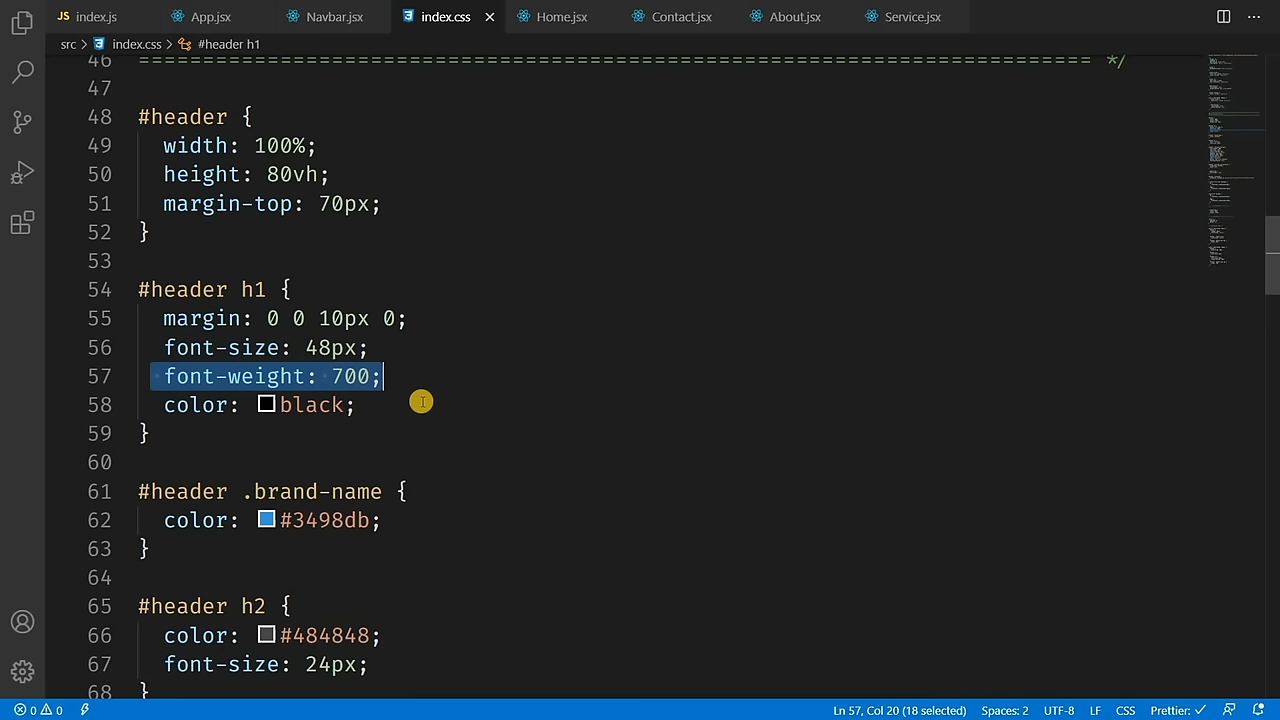 JS index.js App.jsx Navbar.jsx index.css Home.jsx Contact.jsx About.jsx Service.jsx
src > index.css > #header h1
46 ========================================================================== */
47
48 #header {
49 width: 100%;
50 height: 80vh;
51 margin-top: 70px;
52 }
53
54 #header h1 {
55 margin: 0 0 10px 0;
56 font-size: 48px;
57 font-weight: 700;
58 color: black;
59 }
60
61 #header .brand-name {
62 color: #3498db;
63 }
64
65 #header h2 {
66 color: #484848;
67 font-size: 24px;
68 }
0 0 Ln 57, Col 20 (18 selected) Spaces: 2 UTF-8 LF CSS Prettier: ✓